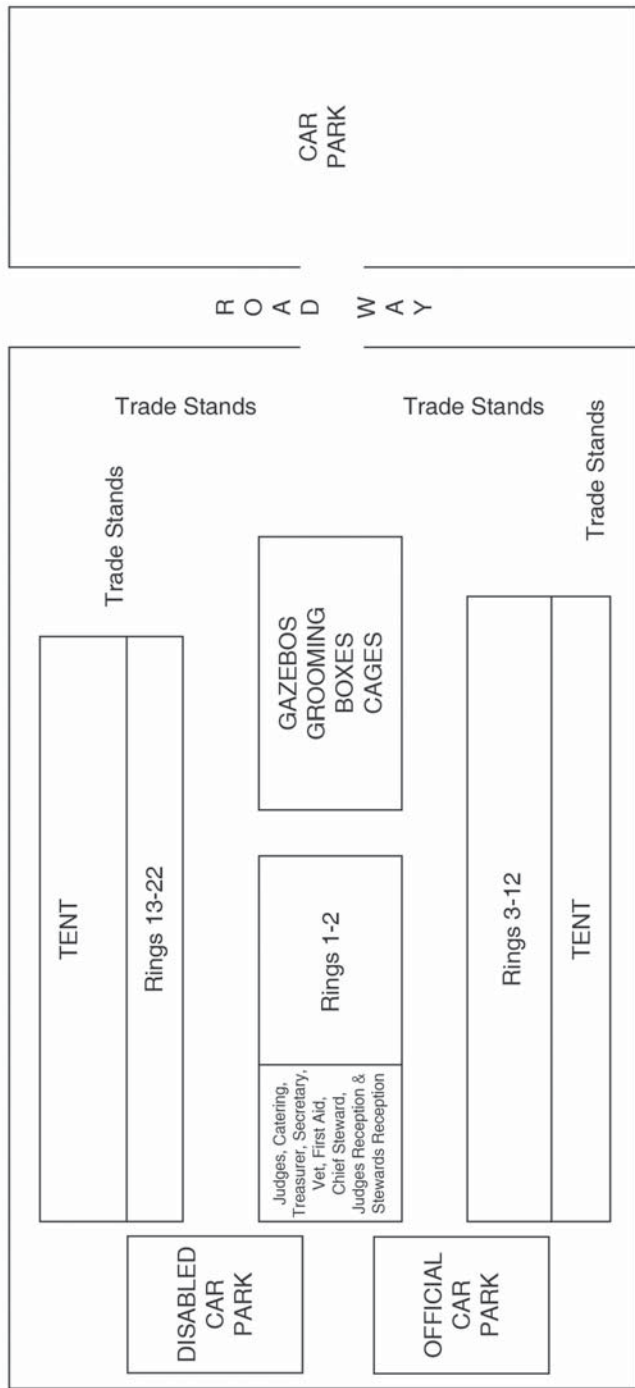 TENT
Rings 13-22
Trade Stands
Trade Stands
DISABLED
CAR
PARK
Judges, Catering,
Treasurer, Secretary,
Vet, First Aid,
Chief Steward,
Judges Reception &
Stewards Reception
Rings 1-2
GAZEBOS
GROOMING
BOXES
CAGES
ROAD WAY
CAR
PARK
OFFICIAL
CAR
PARK
Rings 3-12
TENT
Trade Stands
Trade Stands